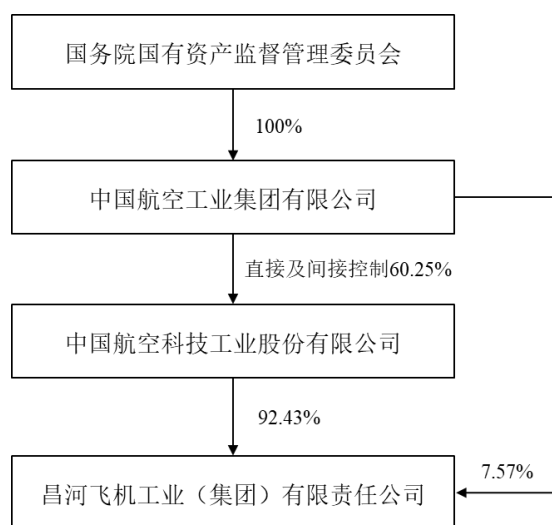 国务院国有资产监督管理委员会
100%
中国航空工业集团有限公司
直接及间接控制60.25%
中国航空科技工业股份有限公司
92.43%
7.57%
昌河飞机工业（集团）有限责任公司